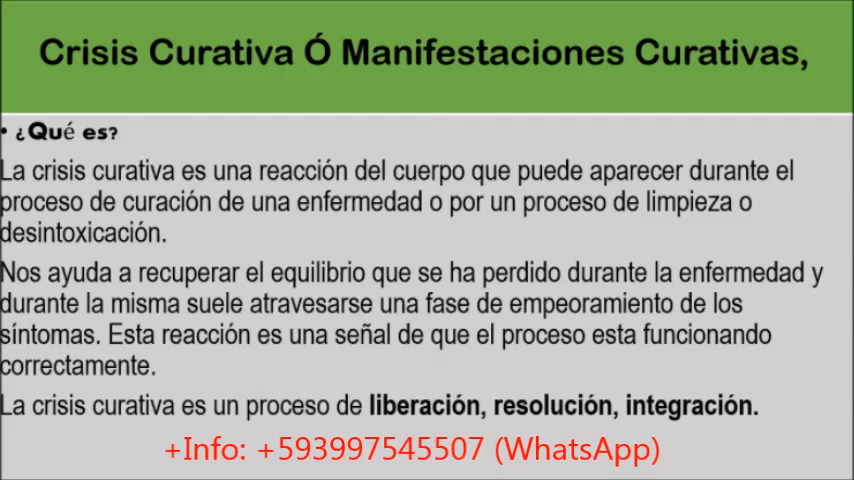 Crisis Curativa Ó Manifestaciones Curativas,
• ¿Qué es?
La crisis curativa es una reacción del cuerpo que puede aparecer durante el
proceso de curación de una enfermedad o por un proceso de limpieza o
desintoxicación.
Nos ayuda a recuperar el equilibrio que se ha perdido durante la enfermedad y
durante la misma suele atravesarse una fase de empeoramiento de los
síntomas. Esta reacción es una señal de que el proceso esta funcionando
correctamente.
La crisis curativa es un proceso de liberación, resolución, integración.
+Info: +593997545507 (WhatsApp)